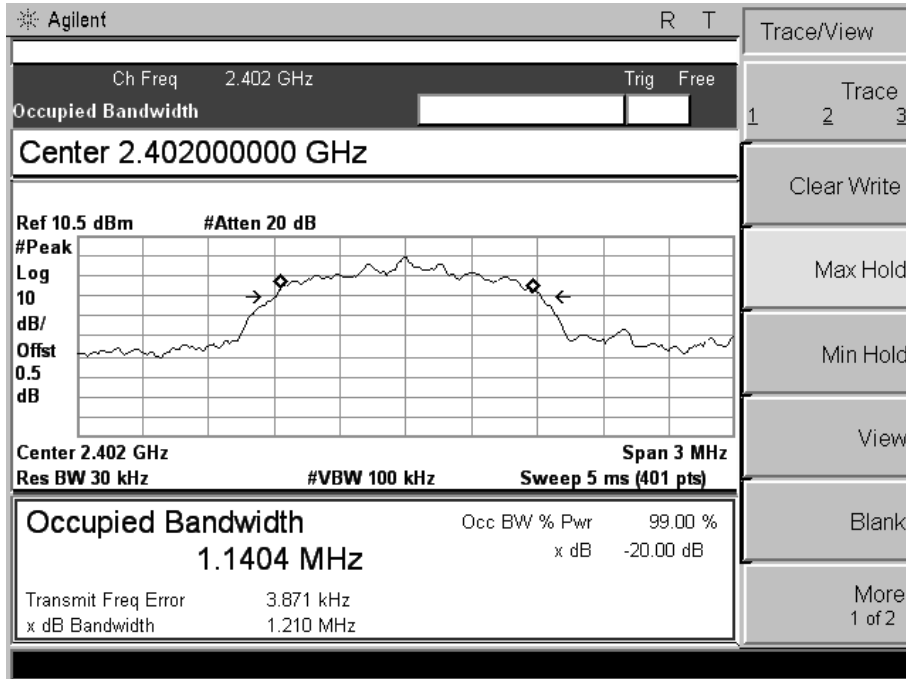 Agilent R T
Trace/View
Ch Freq 2.402 GHz Trig Free
Occupied Bandwidth
Trace
1 2 3
Center 2.402000000 GHz
Clear Write
Ref 10.5 dBm #Atten 20 dB
#Peak
Log
10
dB/
Offst
0.5
dB
Max Hold
Min Hold
Center 2.402 GHz Span 3 MHz
Res BW 30 kHz #VBW 100 kHz Sweep 5 ms (401 pts)
View
Occupied Bandwidth Occ BW % Pwr 99.00 %
1.1404 MHz x dB -20.00 dB
Blank
Transmit Freq Error 3.871 kHz
x dB Bandwidth 1.210 MHz
More
1 of 2